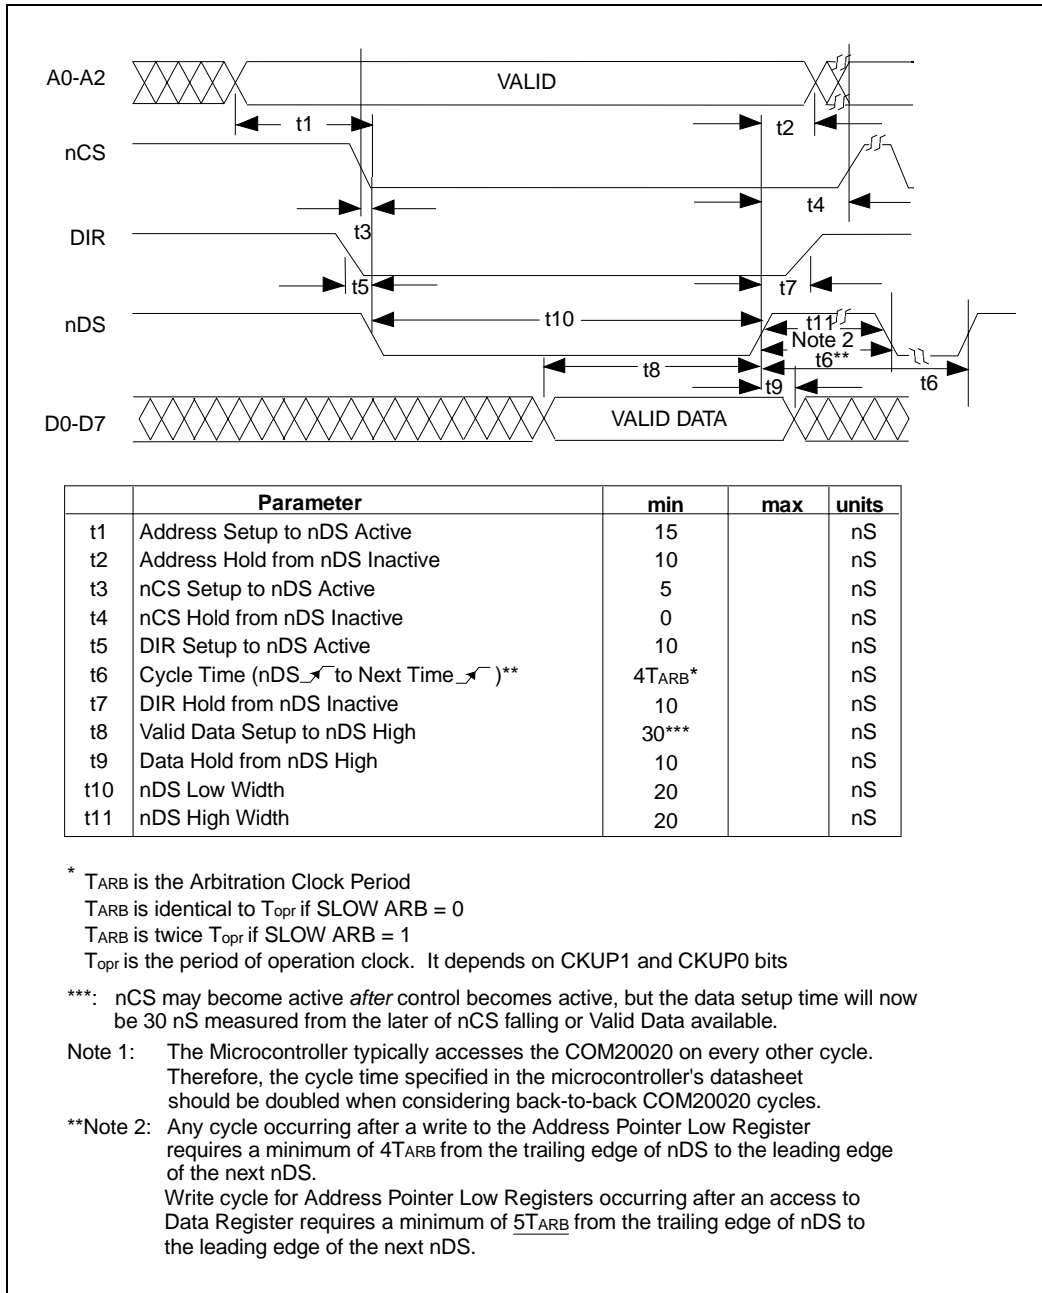 A0-A2
VALID
t1
t2
nCS
t4
t3
DIR
t5
t7
nDS
t10
t11
Note 2
t6**
t8
t9
t6
D0-D7
VALID DATA
Parameter min max units
t1 Address Setup to nDS Active 15 nS
t2 Address Hold from nDS Inactive 10 nS
t3 nCS Setup to nDS Active 5 nS
t4 nCS Hold from nDS Inactive 0 nS
t5 DIR Setup to nDS Active 10 nS
t6 Cycle Time (nDS to Next Time )** 4TARB* nS
t7 DIR Hold from nDS Inactive 10 nS
t8 Valid Data Setup to nDS High 30*** nS
t9 Data Hold from nDS High 10 nS
t10 nDS Low Width 20 nS
t11 nDS High Width 20 nS
* TARB is the Arbitration Clock Period
TARB is identical to Topr if SLOW ARB = 0
TARB is twice Topr if SLOW ARB = 1
Topr is the period of operation clock. It depends on CKUP1 and CKUP0 bits
***: nCS may become active after control becomes active, but the data setup time will now
be 30 nS measured from the later of nCS falling or Valid Data available.
Note 1: The Microcontroller typically accesses the COM20020 on every other cycle.
Therefore, the cycle time specified in the microcontroller's datasheet
should be doubled when considering back-to-back COM20020 cycles.
**Note 2: Any cycle occurring after a write to the Address Pointer Low Register
requires a minimum of 4TARB from the trailing edge of nDS to the leading edge
of the next nDS.
Write cycle for Address Pointer Low Registers occurring after an access to
Data Register requires a minimum of 5TARB from the trailing edge of nDS to
the leading edge of the next nDS.